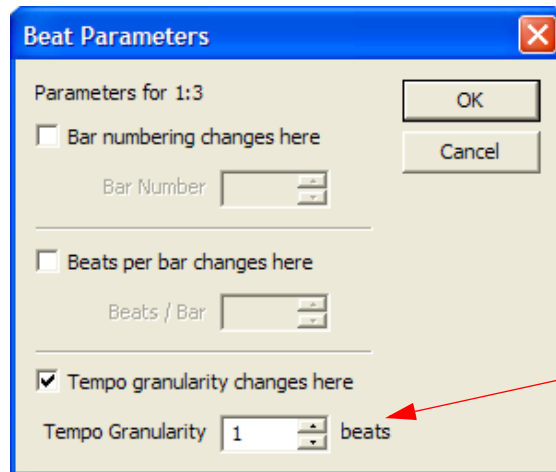 Beat Parameters
Parameters for 1:3
OK
Bar numbering changes here
Cancel
Bar Number
Beats per bar changes here
Beats / Bar
Tempo granularity changes here
Tempo Granularity 1 beats